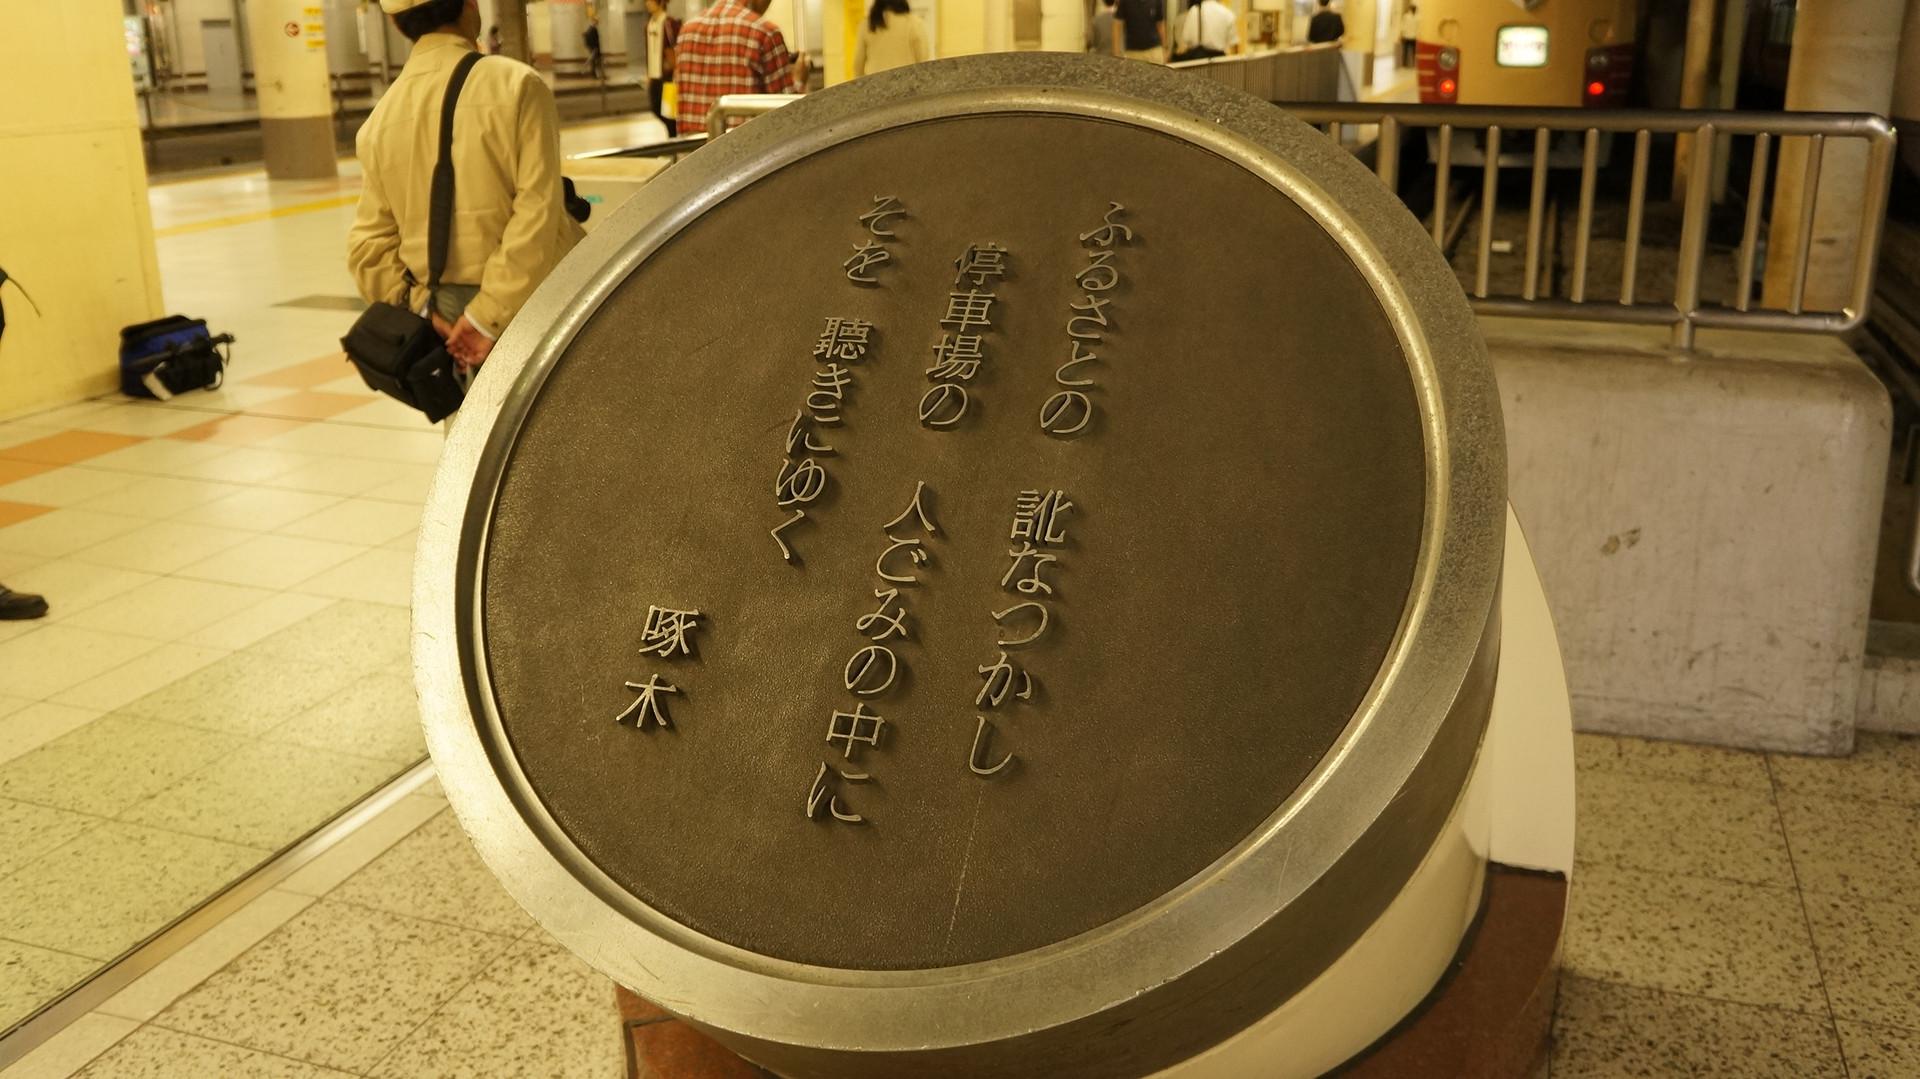 ふるさとの　訛なつかし
停車場の　人ごみの中に
そを　聴きにゆく
啄木